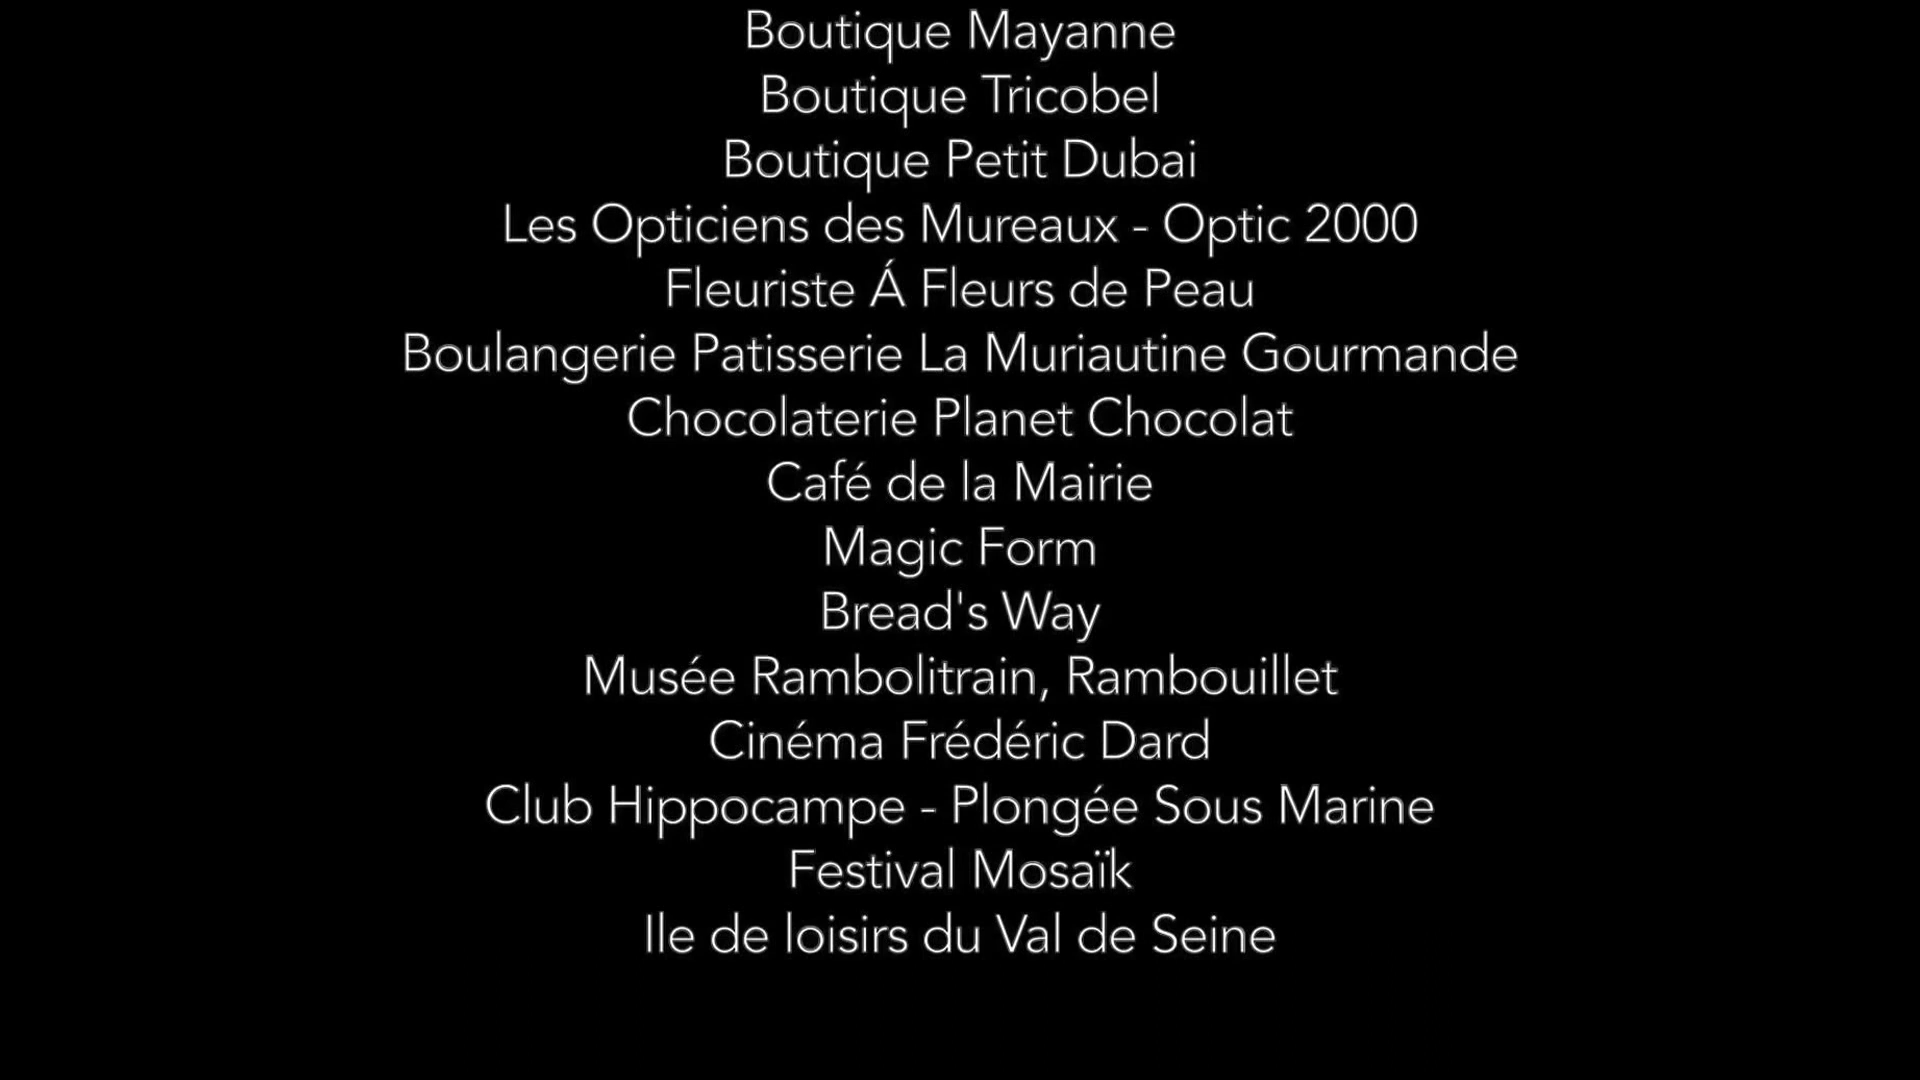 Boutique Mayanne
Boutique Tricobel
Boutique Petit Dubai
Les Opticiens des Mureaux - Optic 2000
Fleuriste Á Fleurs de Peau
Boulangerie Patisserie La Muriautine Gourmande
Chocolaterie Planet Chocolat
Café de la Mairie
Magic Form
Bread's Way
Musée Rambolitrain, Rambouillet
Cinéma Frédéric Dard
Club Hippocampe - Plongée Sous Marine
Festival Mosaïk
Ile de loisirs du Val de Seine